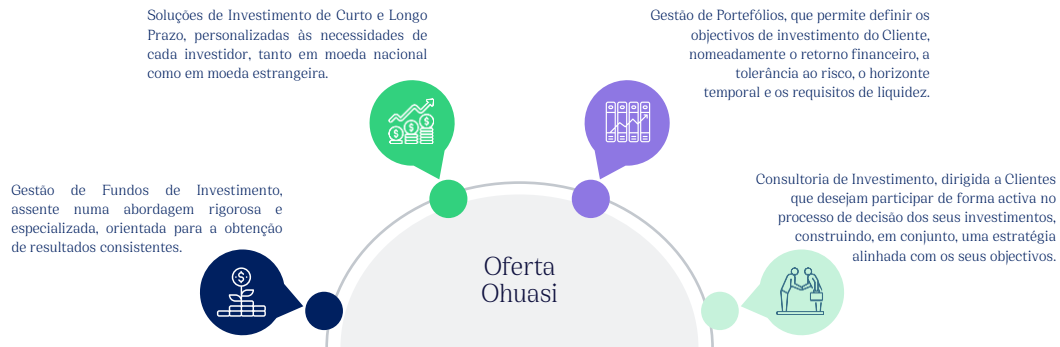 Soluções de Investimento de Curto e Longo
Prazo, personalizadas às necessidades de
cada investidor, tanto em moeda nacional
como em moeda estrangeira.
Gestão de Portefólios, que permite definir os
objectivos de investimento do Cliente,
nomeadamente o retorno financeiro, a
tolerância ao risco, o horizonte
temporal e os requisitos de liquidez.
Gestão de Fundos de Investimento,
assente numa abordagem rigorosa e
especializada, orientada para a obtenção
de resultados consistentes.
Consultoria de Investimento, dirigida a Clientes
que desejam participar de forma activa no
processo de decisão dos seus investimentos,
construindo, em conjunto, uma estratégia
alinhada com os seus objectivos.
Oferta
Ohuasi